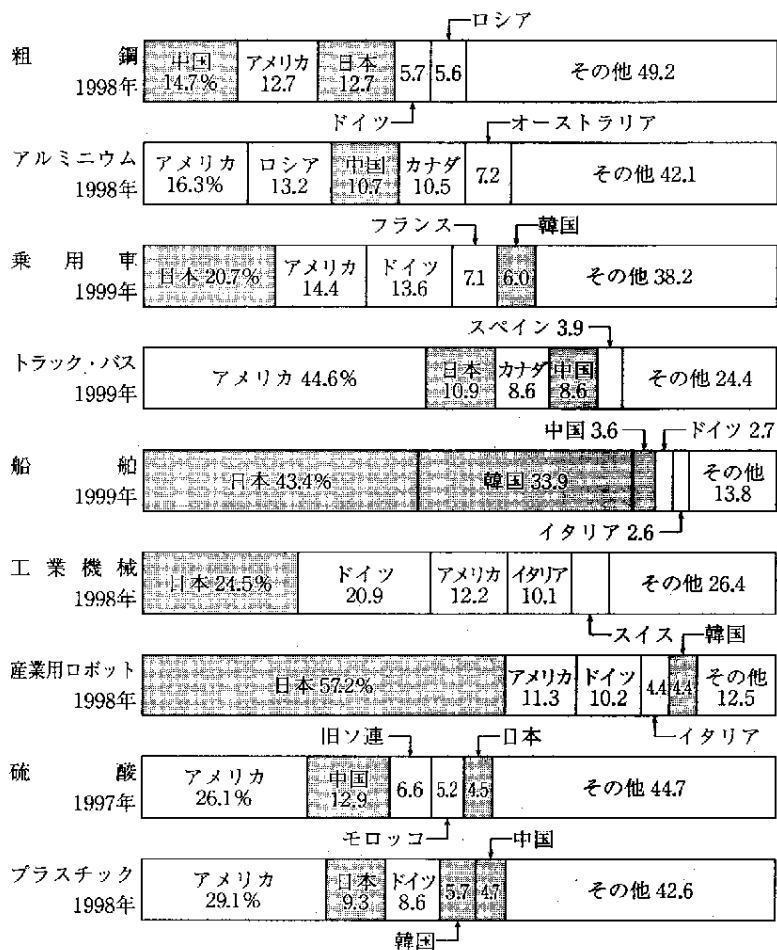 ロシア
粗鋼 中国 アメリカ 日本 5.7 5.6 その他 49.2
1998年 14.7% 12.7 12.7
ドイツ オーストラリア
アルミニウム アメリカ ロシア 中国 カナダ 7.2 その他 42.1
1998年 16.3% 13.2 10.7 10.5
フランス 韓国
乗用車 日本 20.7% アメリカ ドイツ 7.1 6.0 その他 38.2
1999年 14.4 13.6
スペイン 3.9
トラック・バス アメリカ 44.6% 日本 カナダ 中国 その他 24.4
1999年 10.9 8.6 8.6
中国 3.6 ドイツ 2.7
船舶 日本 43.4% 韓国 33.9 その他
1999年 13.8
イタリア 2.6
工業機械 日本 24.5% ドイツ アメリカ イタリア その他 26.4
1998年 20.9 12.2 10.1
スイス 韓国
産業用ロボット 日本 57.2% アメリカ ドイツ 4.4 4.4 その他
1998年 11.3 10.2 12.5
旧ソ連 日本 イタリア
硫酸 アメリカ 中国 6.6 5.2 4.5 その他 44.7
1997年 26.1% 12.9
モロッコ 中国
プラスチック アメリカ 日本 ドイツ 5.7 4.7 その他 42.6
1998年 29.1% 9.3 8.6
韓国